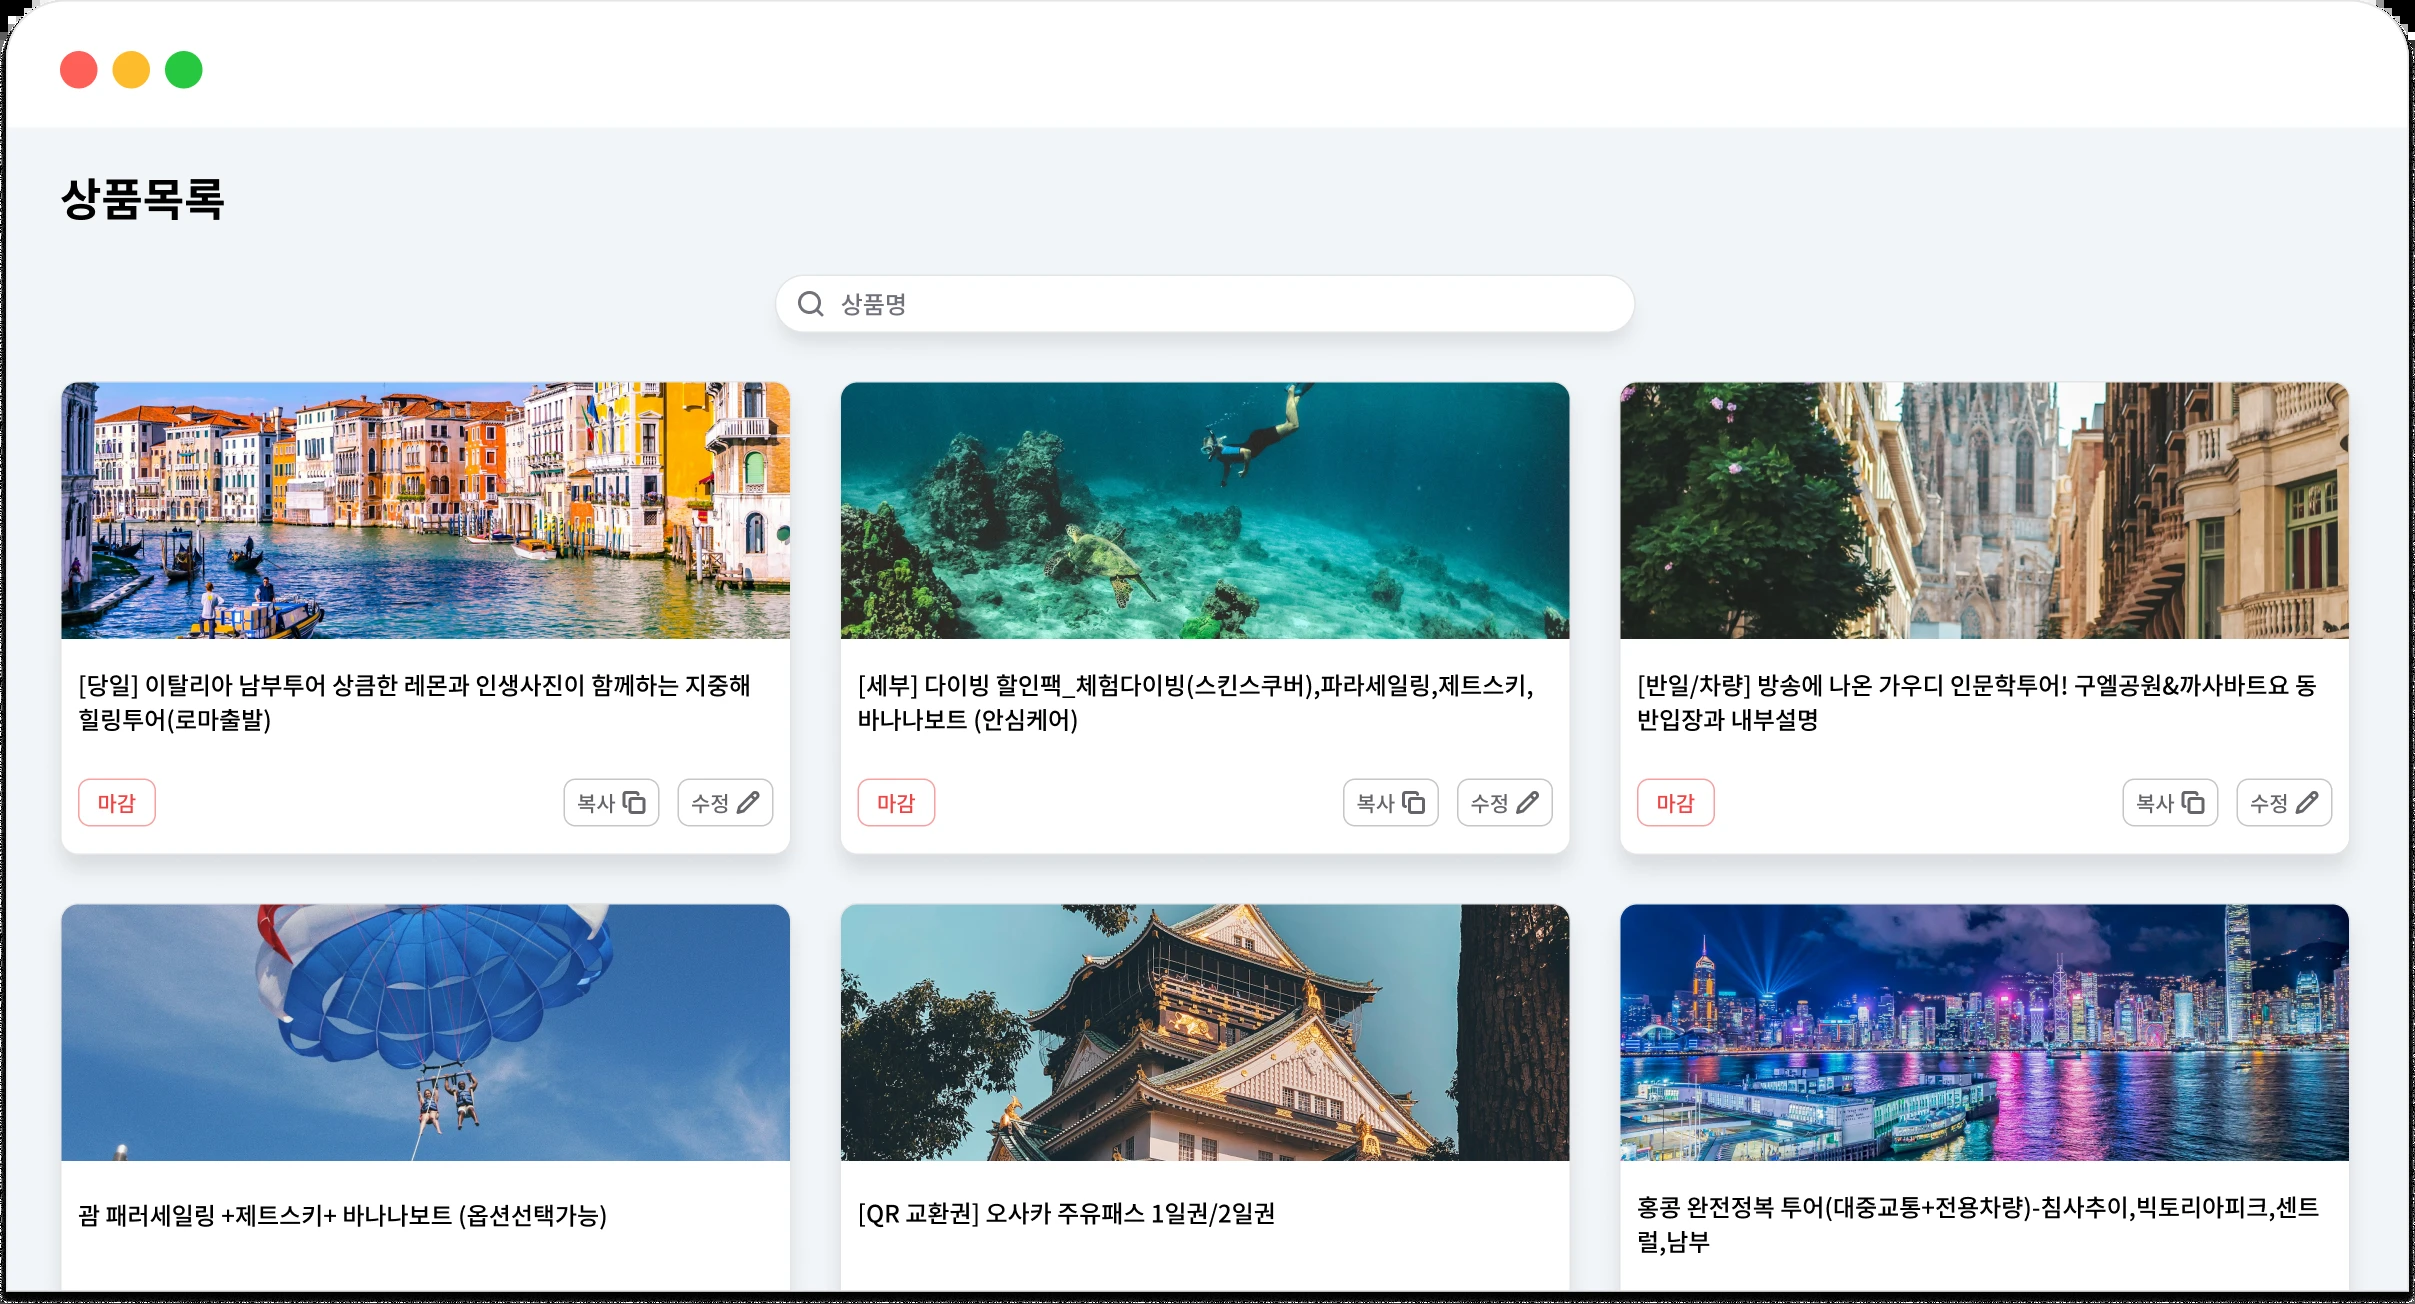 상품목록
상품명
[당일] 이탈리아 남부투어 상큼한 레몬과 인생사진이 함께하는 지중해
힐링투어(로마출발)
마감
복사
수정
[세부] 다이빙 할인팩_체험다이빙(스킨스쿠버),파라세일링,제트스키,
바나나보트 (안심케어)
마감
복사
수정
[반일/차량] 방송에 나온 가우디 인문학투어! 구엘공원&까사바트요 동
반입장과 내부설명
마감
복사
수정
괌 패러세일링 +제트스키+ 바나나보트 (옵션선택가능)
[QR 교환권] 오사카 주유패스 1일권/2일권
홍콩 완전정복 투어(대중교통+전용차량)-침사추이,빅토리아피크,센트
럴,남부